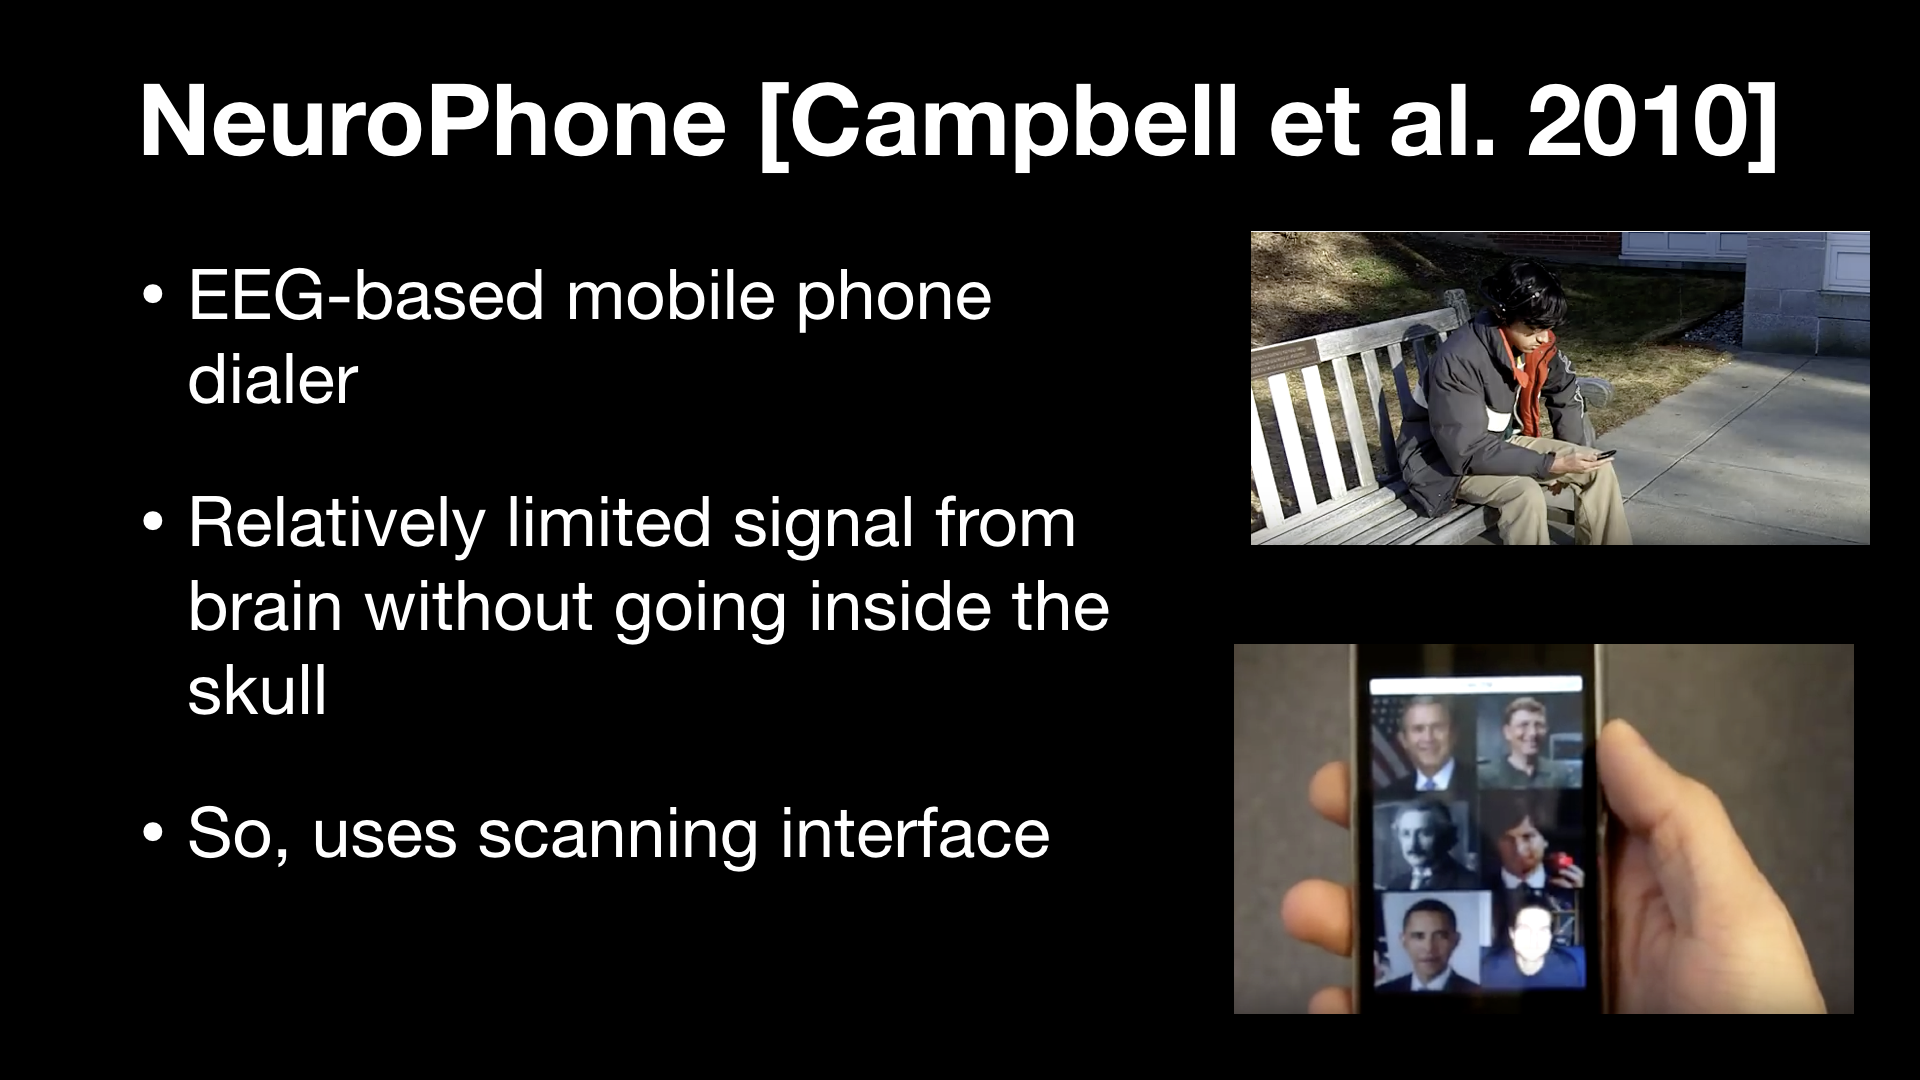 NeuroPhone [Campbell et al. 2010]
• EEG-based mobile phone
dialer
• Relatively limited signal from
brain without going inside the
skull
• So, uses scanning interface